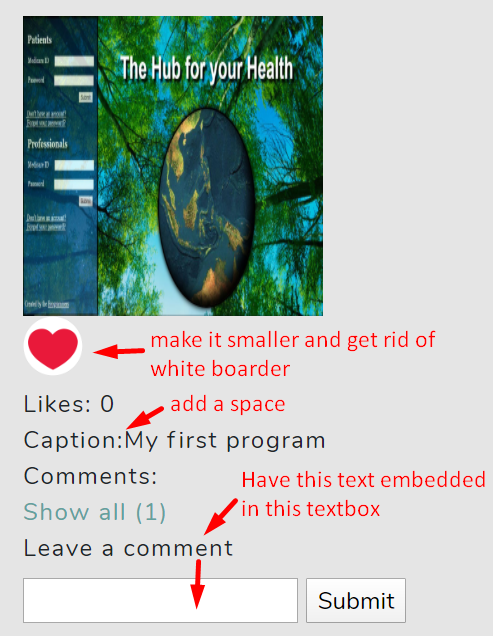 Patients
The Hub for your Health
Medicare ID
Password
Submit
Don't have an account?
Forgot your password?
Professionals
Medicare ID
Password
Submit
Don't have an account?
Forgot your password?
Created by the
make it smaller and get rid of
white boarder
Likes: 0
add a space
Caption:My first program
Comments:
Have this text embedded
in this textbox
Show all (1)
Leave a comment
Submit